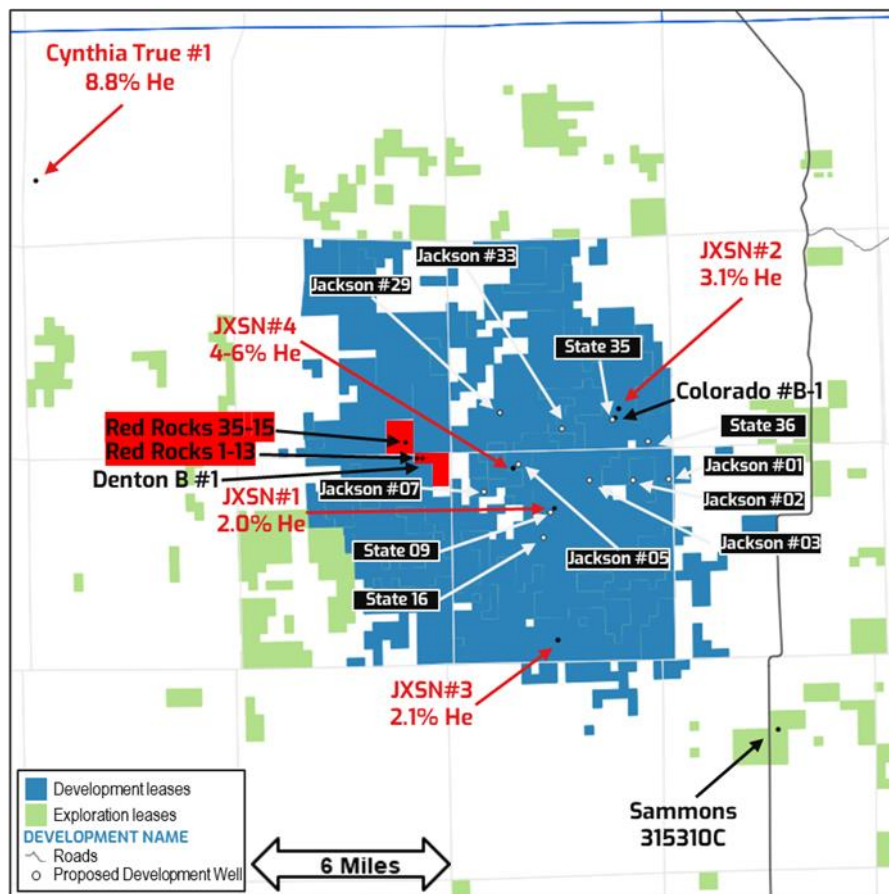 Cynthia True #1
8.8% He
Jackson #33
Jackson #29
JXSN#2
3.1% He
JXSN#4
4-6% He
State 35
Colorado #B-1
Red Rocks 35-15
State 36
Red Rocks 1-13
Denton B #1
Jackson #01
Jackson #07
JXSN#1
2.0% He
Jackson #02
State 09
Jackson #03
Jackson #05
State 16
JXSN#3
2.1% He
Sammons
315310C
Development leases
Exploration leases
DEVELOPMENT NAME
Roads
Proposed Development Well
6 Miles